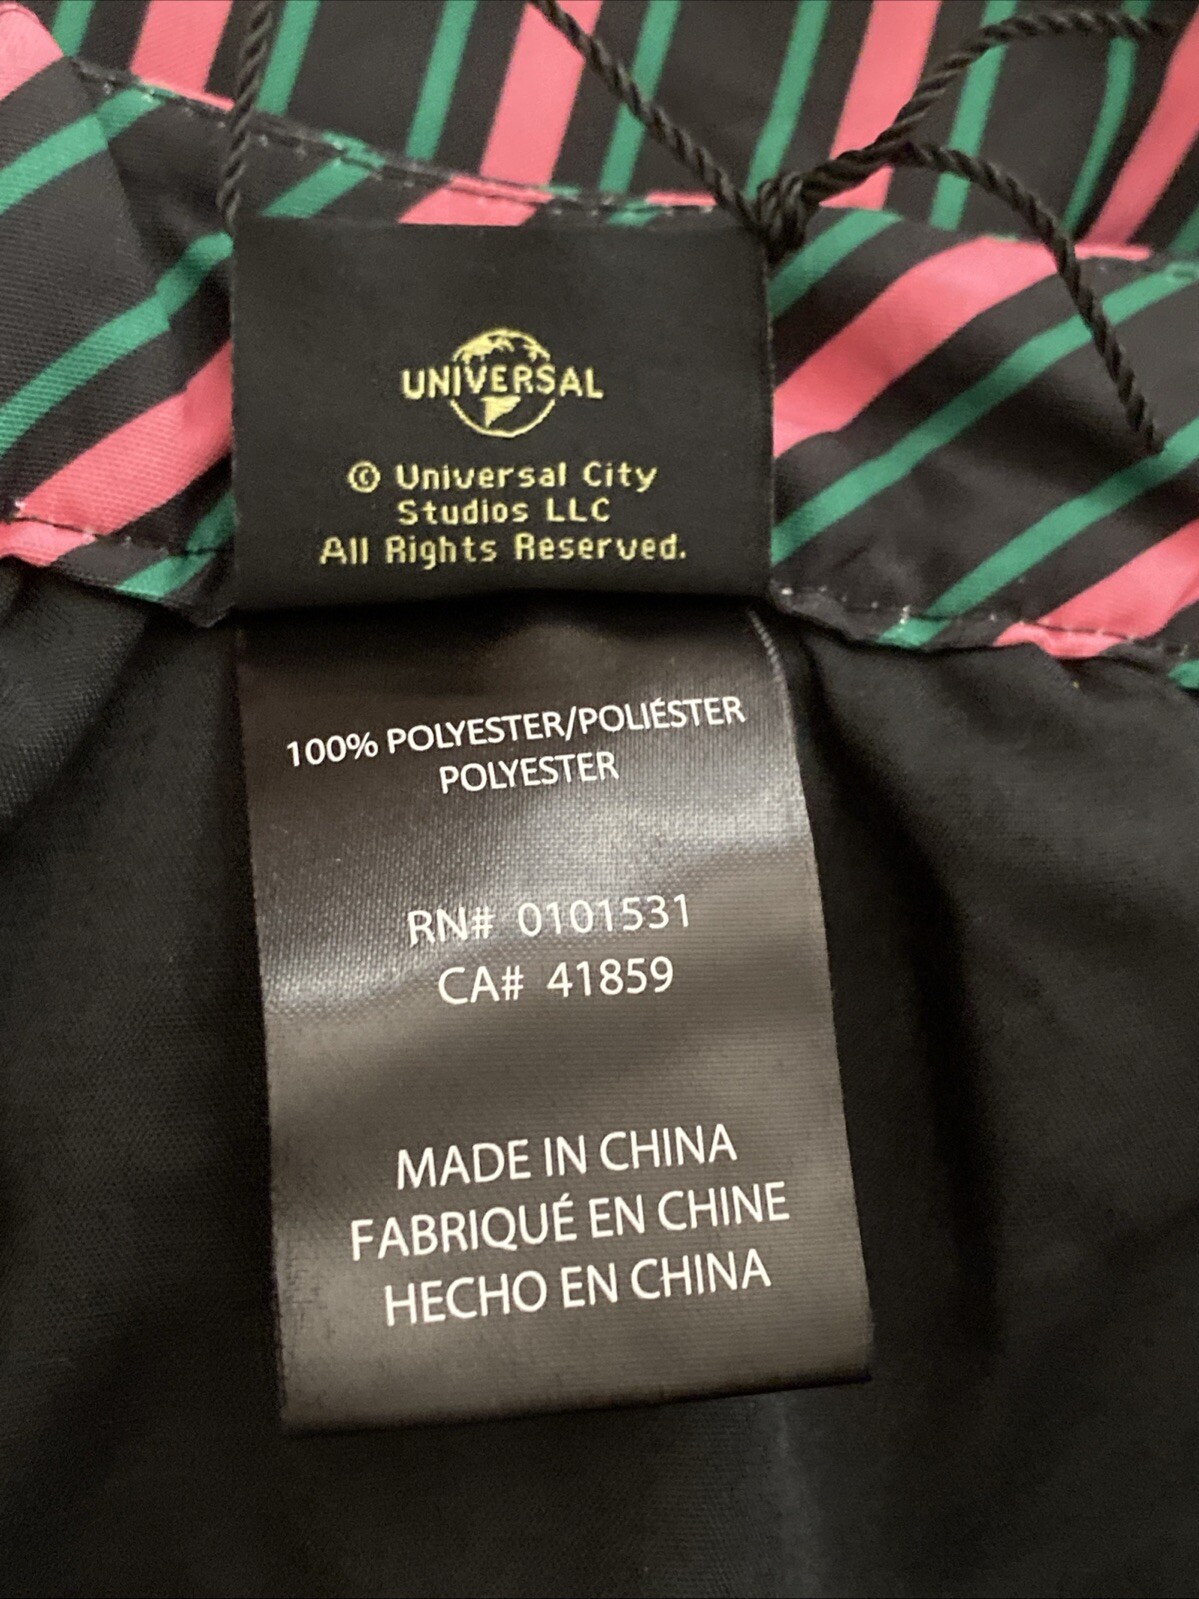 UNIVERSAL
© Universal City
Studios LLC
All Rights Reserved.
100% POLYESTER/POLIÉSTER
POLYESTER
RN# 0101531
CA# 41859
MADE IN CHINA
FABRIQUÉ EN CHINE
HECHO EN CHINA